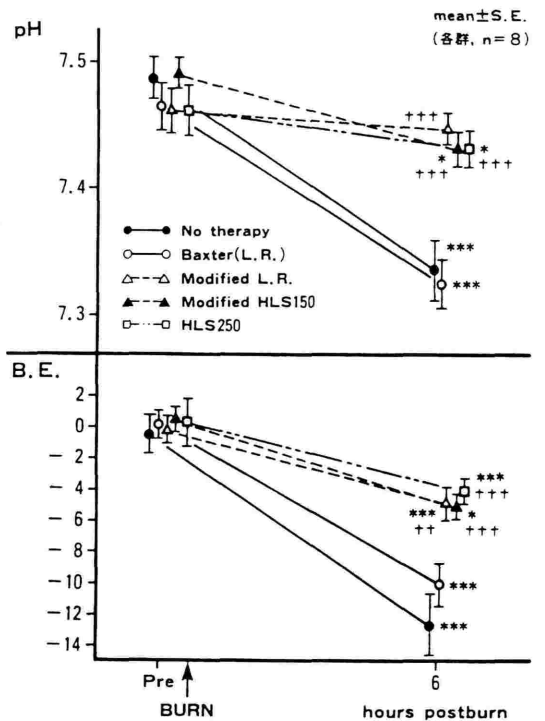 pH
mean±S.E.
(各群, n=8)
7.5
7.4
7.3
†††
*
†††
*
†††
***
***
No therapy
Baxter(L.R.)
Modified L.R.
Modified HLS150
HLS250
B.E.
2
0
− 2
− 4
− 6
− 8
−10
−12
−14
***
†††
***
††
*
†††
***
***
Pre
BURN
6
hours postburn